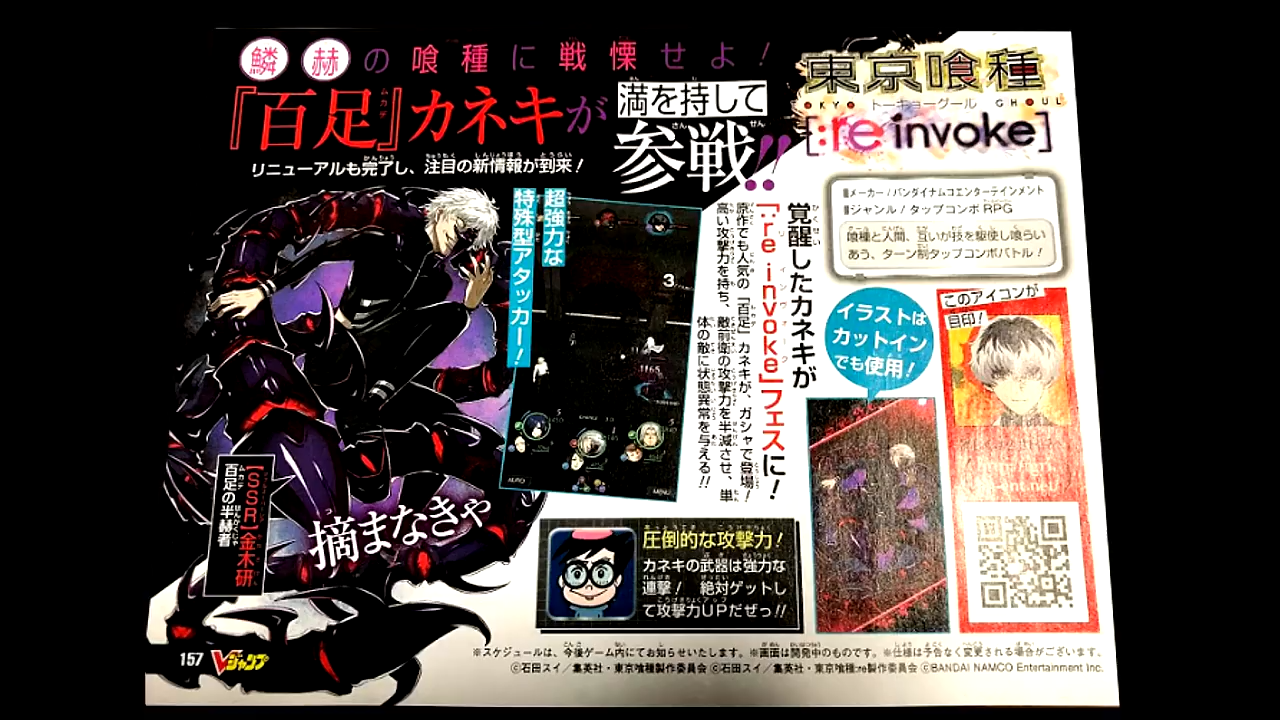 鱗赫の喰種に戦慄せよ!
『百足』カネキが
満を持して
参戦!!
リニューアルも完了し、注目の新情報が到来!
東京喰種
トーキョーグール
[:re invoke]
■メーカー/バンダイナムコエンターテインメント
■ジャンル/タップコンボRPG
喰種と人間、互いが技を駆使し喰らい
あう、ターン制タップコンボバトル!
超強力な
特殊型アタッカー!
覚醒したカネキが
「:re invoke」フェスに!
原作でも人気の「百足」カネキが、ガシャで登場!
高い攻撃力を持ち、敵前衛の攻撃力を半減させ、単
体の敵に状態異常を与える!!
イラストは
カットイン
でも使用!
このアイコンが
目印!
【SSR】金木研
百足の半赫者
摘まなきゃ
圧倒的な攻撃力!
カネキの武器は強力な
連撃! 絶対ゲットし
て攻撃力UPだぜっ!!
157 Vジャンプ
※スケジュールは、今後ゲーム内にてお知らせいたします。※画面は開発中のものです。※仕様は予告なく変更される場合がございます。
©石田スイ/集英社・東京喰種製作委員会 ©石田スイ/集英社・東京喰種:re製作委員会 ©BANDAI NAMCO Entertainment Inc.